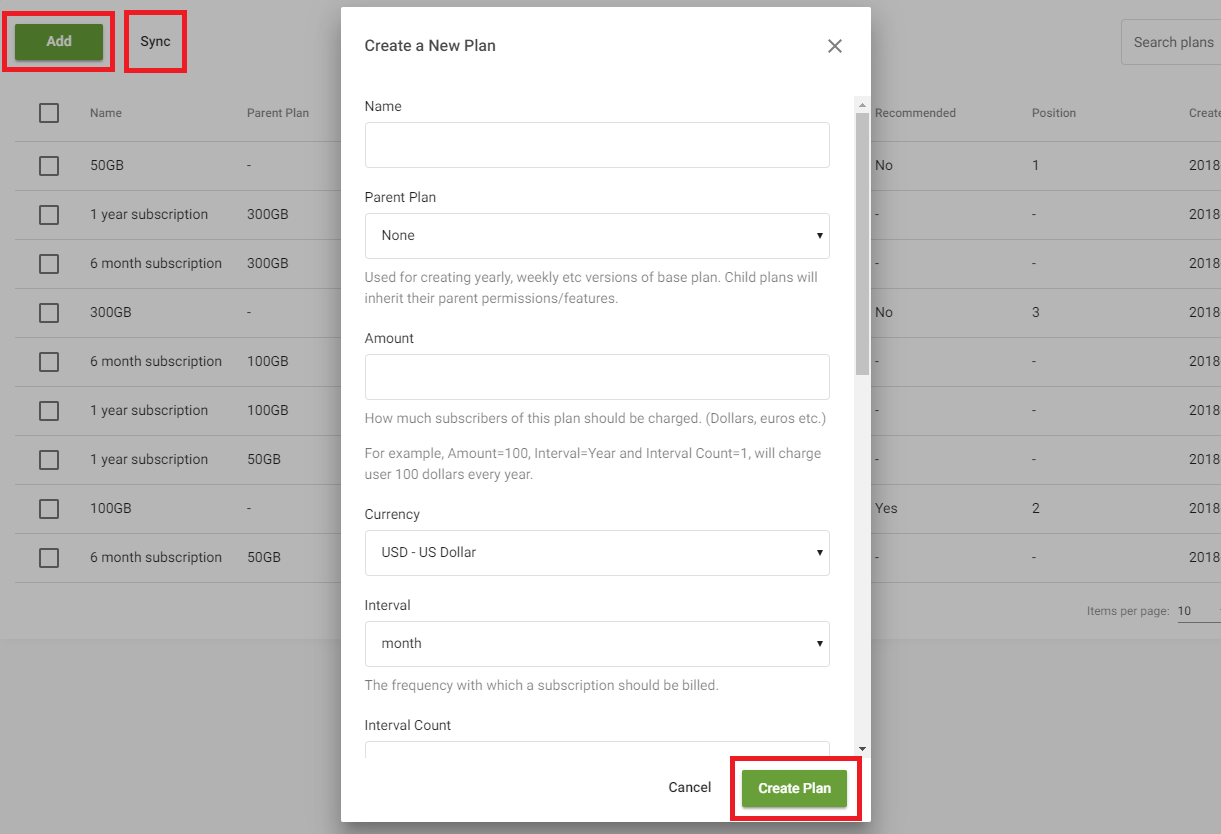 Add
Sync
Search plans
Name Parent Plan Recommended Position Create
50GB - No 1 2018
1 year subscription 300GB - - 2018
6 month subscription 300GB - - 2018
300GB - No 3 2018
6 month subscription 100GB - - 2018
1 year subscription 100GB - - 2018
1 year subscription 50GB - - 2018
100GB - Yes 2 2018
6 month subscription 50GB - - 2018
Items per page: 10
Create a New Plan
Name
Parent Plan
None
Used for creating yearly, weekly etc versions of base plan. Child plans will
inherit their parent permissions/features.
Amount
How much subscribers of this plan should be charged. (Dollars, euros etc.)
For example, Amount=100, Interval=Year and Interval Count=1, will charge
user 100 dollars every year.
Currency
USD - US Dollar
Interval
month
The frequency with which a subscription should be billed.
Interval Count
Cancel
Create Plan